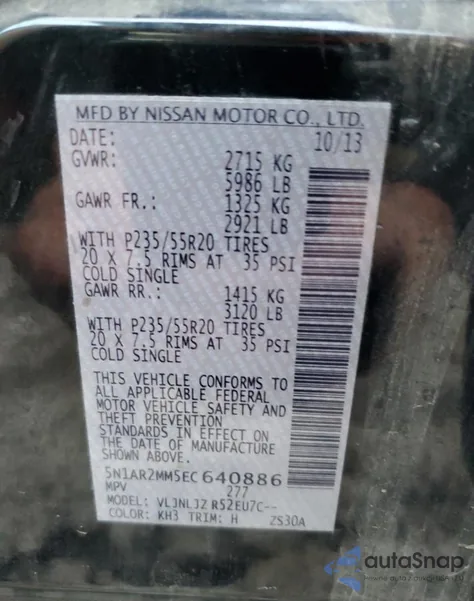 MFD BY NISSAN MOTOR CO., LTD.
DATE: 10/13
GVWR: 2715 KG
5986 LB
GAWR FR.: 1325 KG
2921 LB
WITH P235/55R20 TIRES
20 X 7.5 RIMS AT 35 PSI
COLD SINGLE
GAWR RR.: 1415 KG
3120 LB
WITH P235/55R20 TIRES
20 X 7.5 RIMS AT 35 PSI
COLD SINGLE
THIS VEHICLE CONFORMS TO
ALL APPLICABLE FEDERAL
MOTOR VEHICLE SAFETY AND
THEFT PREVENTION
STANDARDS IN EFFECT ON
THE DATE OF MANUFACTURE
SHOWN ABOVE.
5N1AR2MM5EC640886
MPV 277
MODEL: VL3NLJZ R52EU7C--
COLOR: KH3 TRIM: H ZS30A
autaSnap